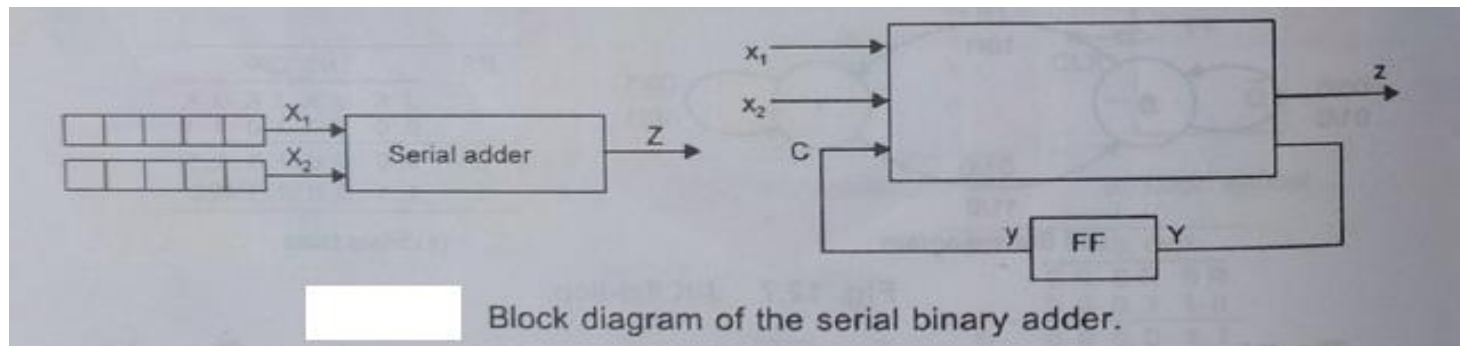 X₁
X₂
Serial adder
Z
x₁
x₂
C
z
y
FF
Y
Block diagram of the serial binary adder.